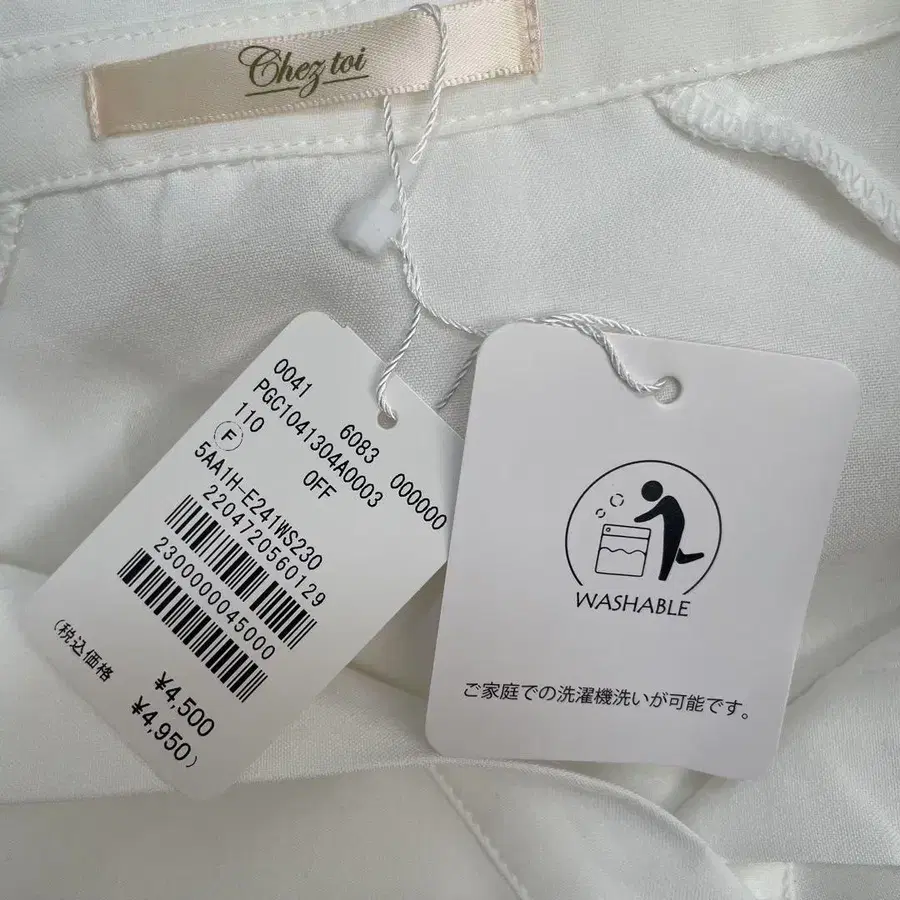 Chez toi
0041 6083 000000
PGC1041304A0003
110 OFF
F
5AA1H-E241WS230
2204720560129
2300000045000
¥4,500
(税込価格 ¥4,950)
WASHABLE
ご家庭での洗濯機洗いが可能です。